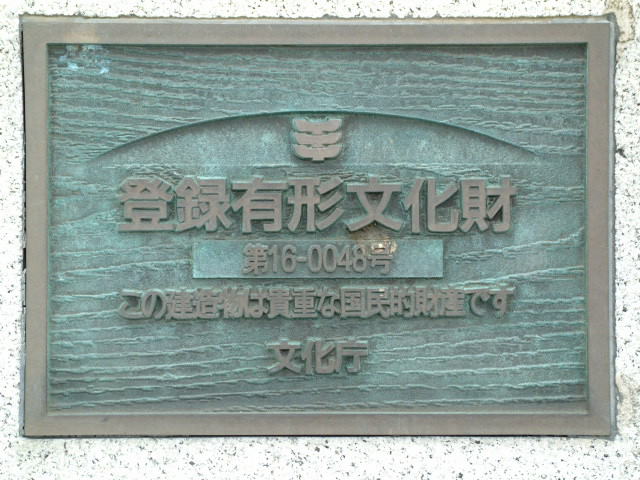 登録有形文化財
第16-0048号
この建造物は貴重な国民的財産です
文化庁